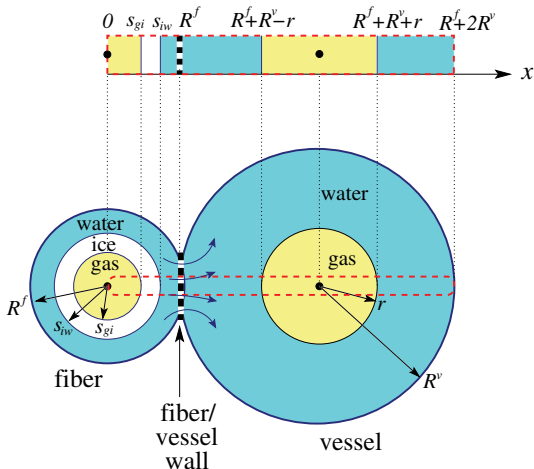 0 s_gi s_iw R^f R^f+R^v−r R^f+R^v+r R^f+2R^v
x
water
water
ice
gas
gas
R^f
s_iw
s_gi
r
R^v
fiber
fiber/
vessel
wall
vessel